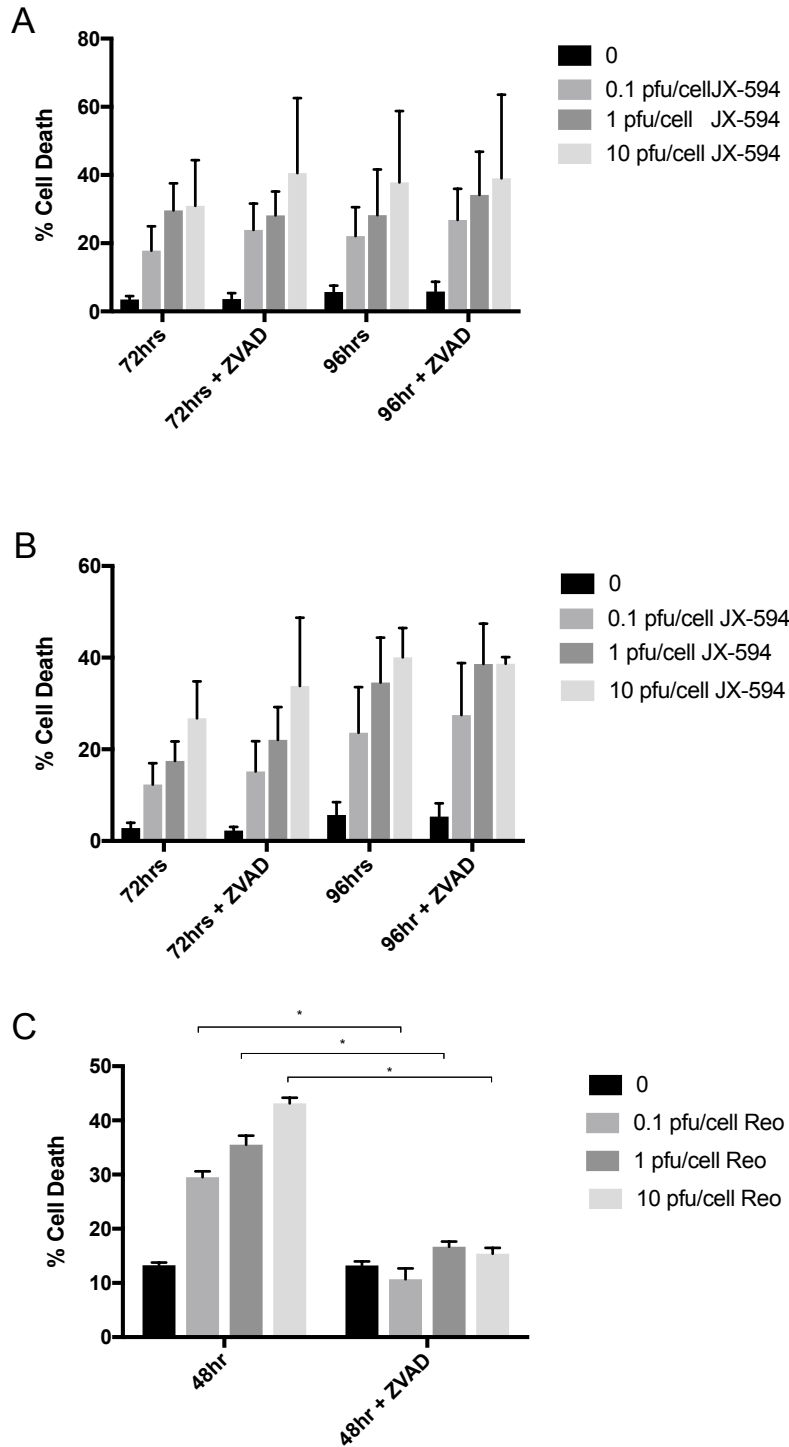 A
80
60
40
20
0
% Cell Death
72hrs
72hrs + ZVAD
96hrs
96hr + ZVAD
0
0.1 pfu/cellJX-594
1 pfu/cell JX-594
10 pfu/cell JX-594
B
60
40
20
0
% Cell Death
72hrs
72hrs + ZVAD
96hrs
96hr + ZVAD
0
0.1 pfu/cell JX-594
1 pfu/cell JX-594
10 pfu/cell JX-594
C
*
*
*
50
40
30
20
10
0
% Cell Death
48hr
48hr + ZVAD
0
0.1 pfu/cell Reo
1 pfu/cell Reo
10 pfu/cell Reo